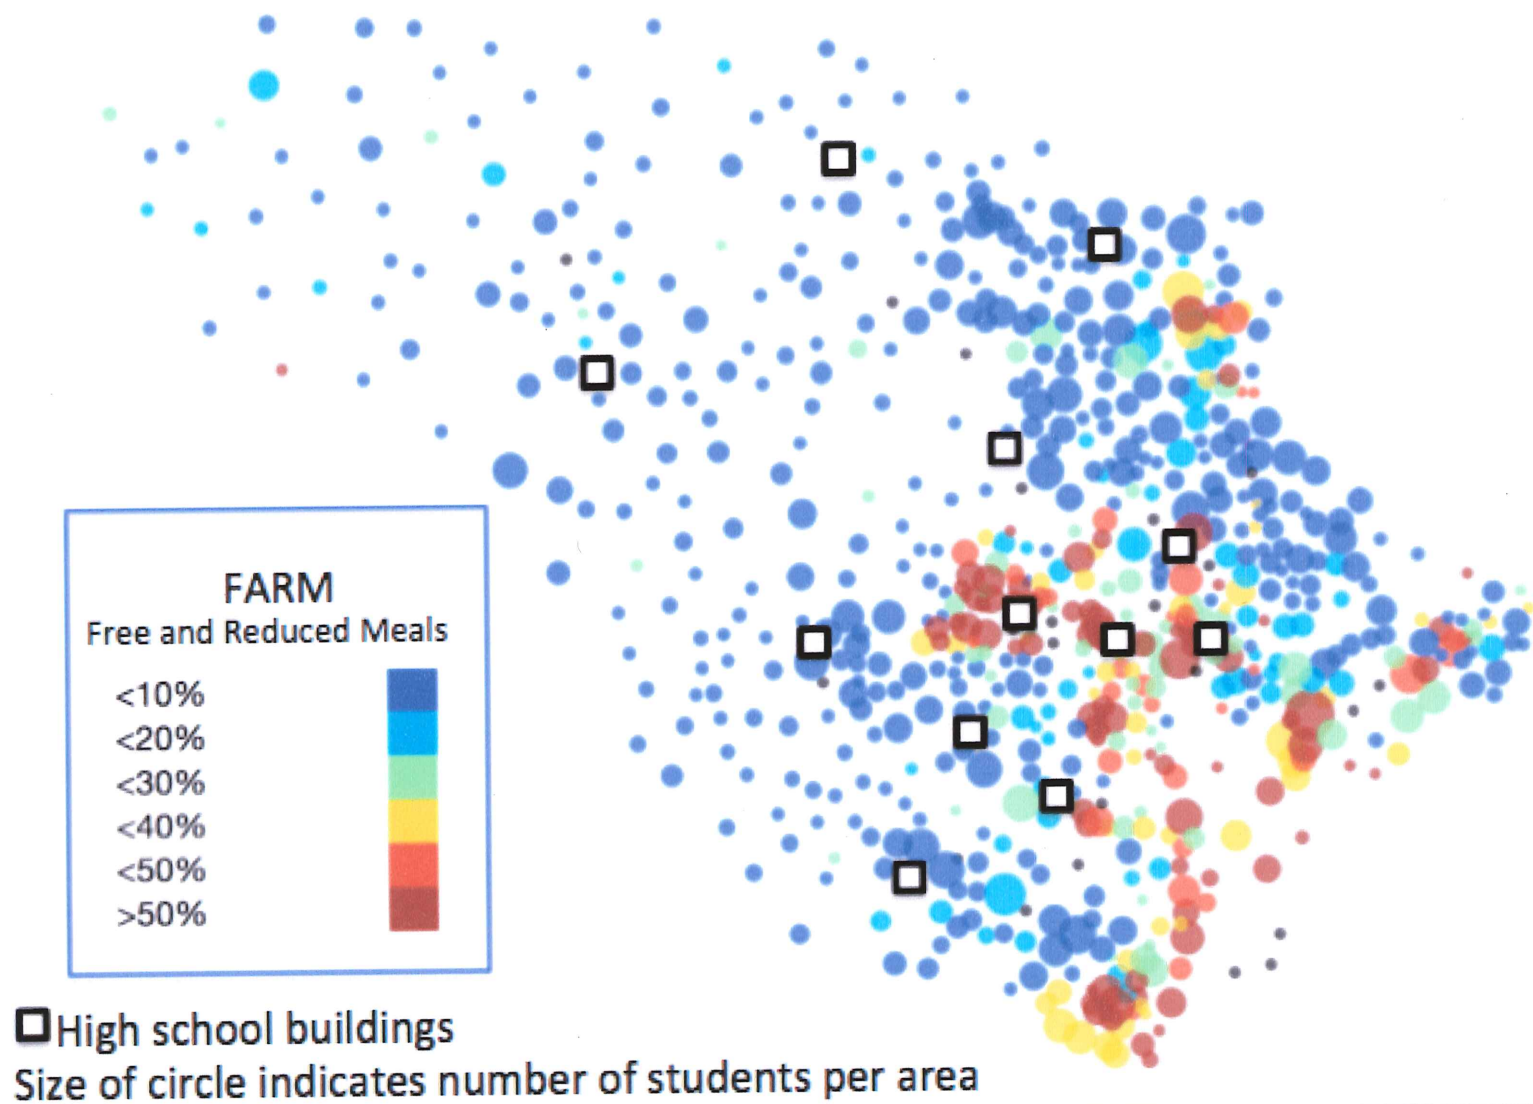 FARM
Free and Reduced Meals
<10%
<20%
<30%
<40%
<50%
>50%
High school buildings
Size of circle indicates number of students per area